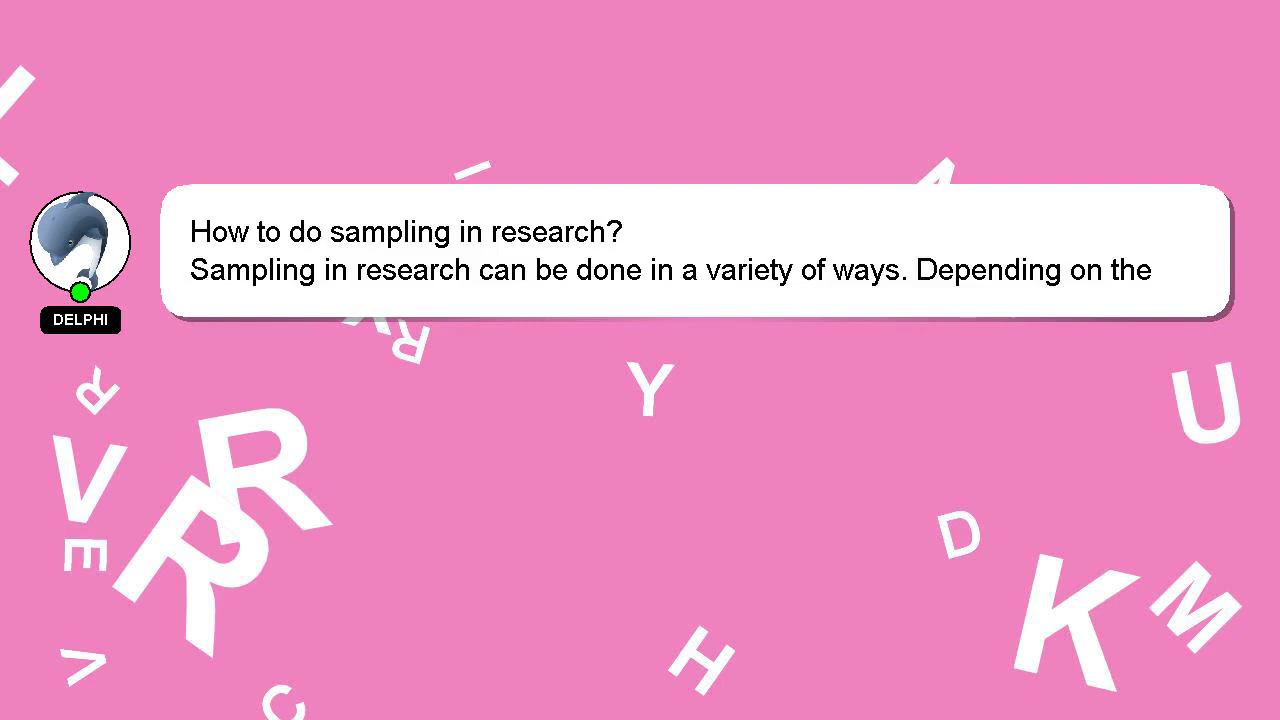 How to do sampling in research?
Sampling in research can be done in a variety of ways. Depending on the
DELPHI
I
A
R
Y
U
R
V
R
R
E
D
K
M
H
V
C